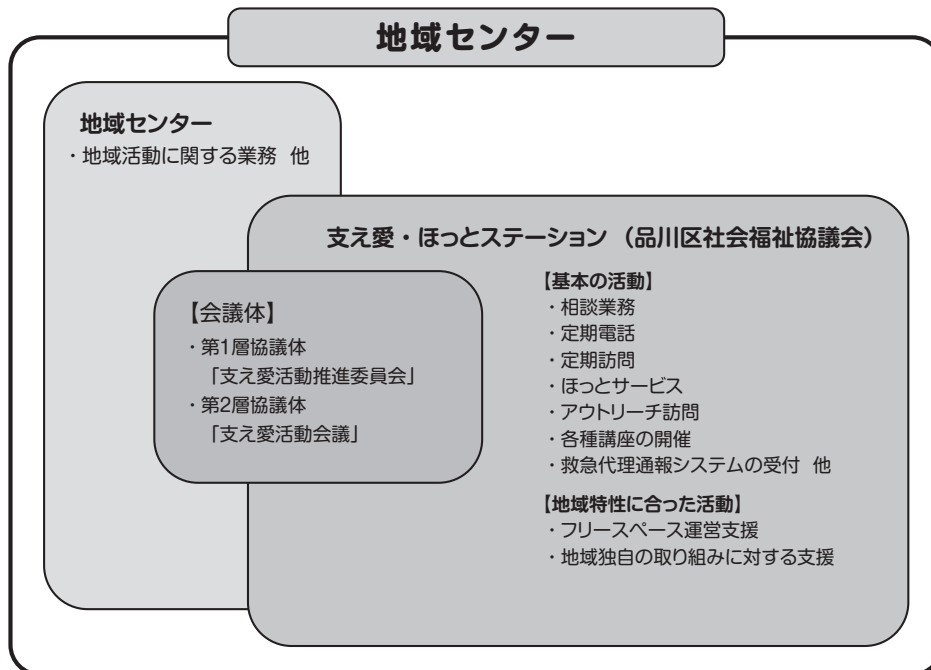 地域センター
地域センター
・地域活動に関する業務 他
支え愛・ほっとステーション (品川区社会福祉協議会)
【会議体】
・第1層協議体
「支え愛活動推進委員会」
・第2層協議体
「支え愛活動会議」
【基本の活動】
・相談業務
・定期電話
・定期訪問
・ほっとサービス
・アウトリーチ訪問
・各種講座の開催
・救急代理通報システムの受付 他
【地域特性に合った活動】
・フリースペース運営支援
・地域独自の取り組みに対する支援